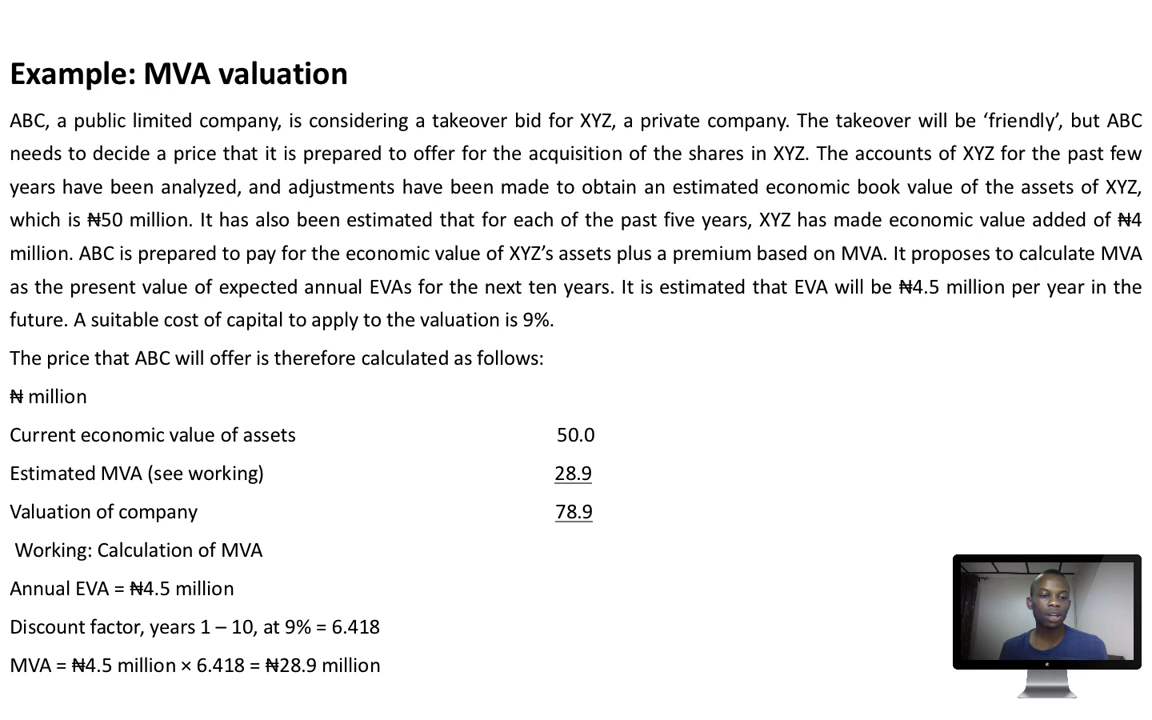 Example: MVA valuation
ABC, a public limited company, is considering a takeover bid for XYZ, a private company. The takeover will be ‘friendly’, but ABC
needs to decide a price that it is prepared to offer for the acquisition of the shares in XYZ. The accounts of XYZ for the past few
years have been analyzed, and adjustments have been made to obtain an estimated economic book value of the assets of XYZ,
which is ₦50 million. It has also been estimated that for each of the past five years, XYZ has made economic value added of ₦4
million. ABC is prepared to pay for the economic value of XYZ’s assets plus a premium based on MVA. It proposes to calculate MVA
as the present value of expected annual EVAs for the next ten years. It is estimated that EVA will be ₦4.5 million per year in the
future. A suitable cost of capital to apply to the valuation is 9%.
The price that ABC will offer is therefore calculated as follows:
₦ million
Current economic value of assets 50.0
Estimated MVA (see working) 28.9
Valuation of company 78.9
Working: Calculation of MVA
Annual EVA = ₦4.5 million
Discount factor, years 1 – 10, at 9% = 6.418
MVA = ₦4.5 million × 6.418 = ₦28.9 million